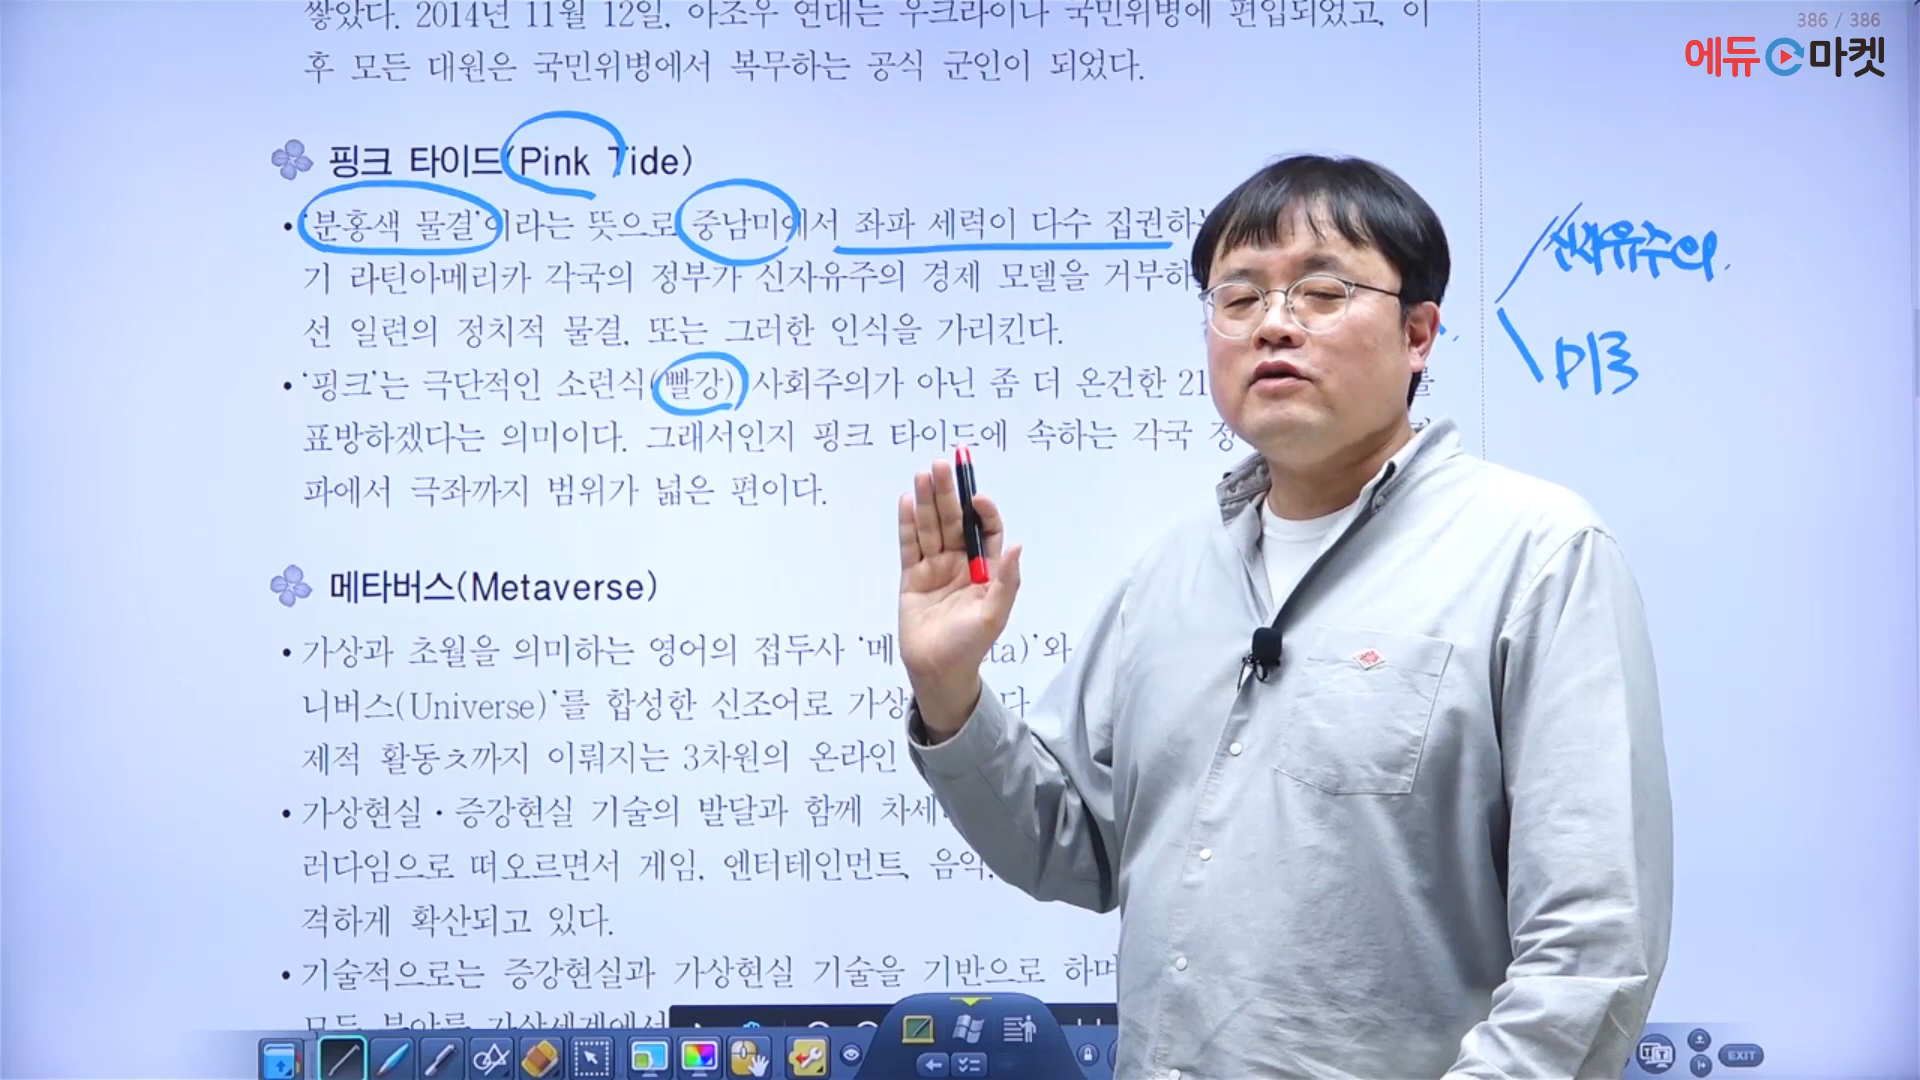 386 / 386
에듀 마켓
쌓았다. 2014년 11월 12일, 아조우 연대는 우크라이나 국민위병에 편입되었고, 이
후 모든 대원은 국민위병에서 복무하는 공식 군인이 되었다.
핑크 타이드(Pink Tide)
• ‘분홍색 물결’이라는 뜻으로 중남미에서 좌파 세력이 다수 집권하는
기 라틴아메리카 각국의 정부가 신자유주의 경제 모델을 거부하
선 일련의 정치적 물결, 또는 그러한 인식을 가리킨다.
• ‘핑크’는 극단적인 소련식(빨강) 사회주의가 아닌 좀 더 온건한 21 를
표방하겠다는 의미이다. 그래서인지 핑크 타이드에 속하는 각국 정
파에서 극좌까지 범위가 넓은 편이다.
신자유주의
미국
메타버스(Metaverse)
• 가상과 초월을 의미하는 영어의 접두사 ‘메 ta)’와
니버스(Universe)’를 합성한 신조어로 가상
제적 활동ㅊ까지 이뤄지는 3차원의 온라인
• 가상현실·증강현실 기술의 발달과 함께 차세
러다임으로 떠오르면서 게임, 엔터테인먼트, 음악,
격하게 확산되고 있다.
• 기술적으로는 증강현실과 가상현실 기술을 기반으로 하며
모든 분야를 가상세계에서
EXIT